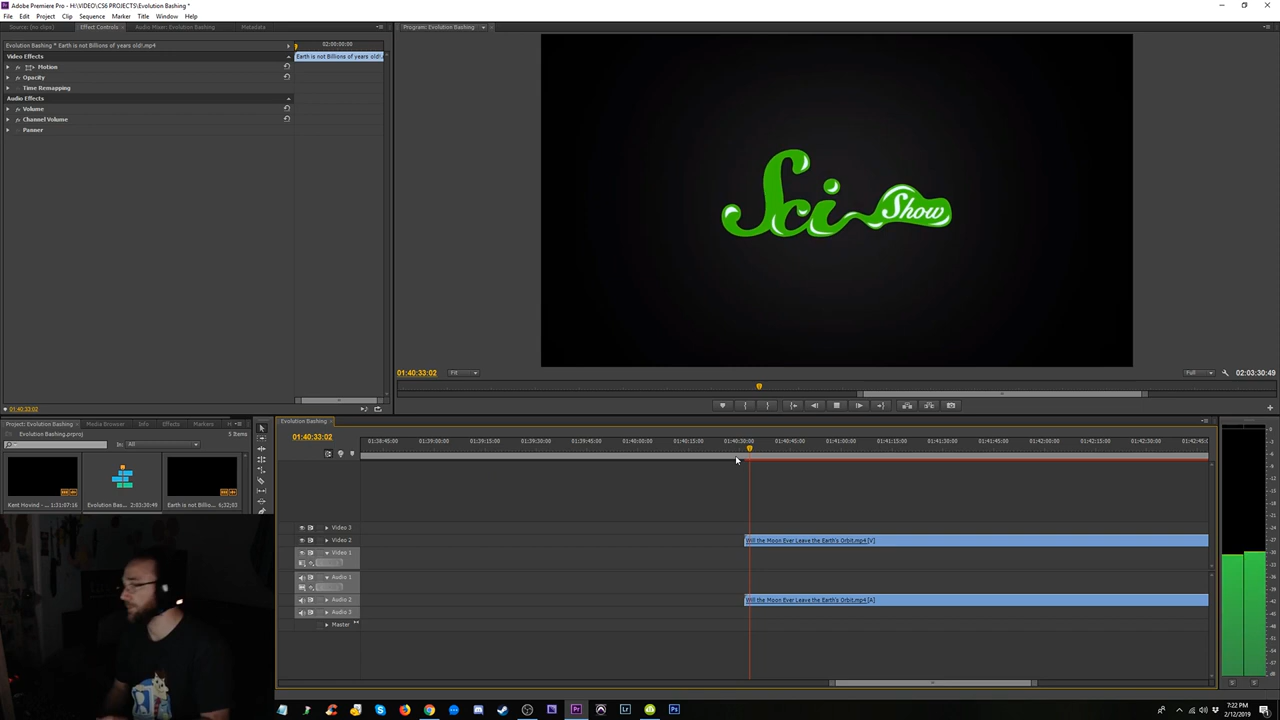 Adobe Premiere Pro - H:\VIDEO\CS6 PROJECTS\Evolution Bashing *
File Edit Project Clip Sequence Marker Title Window Help
Source: (no clips) Effect Controls Audio Mixer: Evolution Bashing Metadata
Program: Evolution Bashing
Evolution Bashing * Earth is not Billions of years old!.mp4
02:00:00:00
Video Effects
Earth is not Billions of years old!
Motion
Opacity
Time Remapping
Audio Effects
Volume
Channel Volume
Panner
Sci Show
01:40:33:02 Fit Full 02:03:30:49
01:40:33:02
Project: Evolution Bashing Media Browser Info Effects Markers
Evolution Bashing.prproj 5 Items
In: All
Kent Hovind - ... 1:31:07:16
Evolution Bas... 2:03:30:49
Earth is not Billio... 6;32;03
Evolution Bashing
01:40:33:02
01:38:45:00 01:39:00:00 01:39:15:00 01:39:30:00 01:39:45:00 01:40:00:00 01:40:15:00 01:40:30:00 01:40:45:00 01:41:00:00 01:41:15:00 01:41:30:00 01:41:45:00 01:42:00:00 01:42:15:00 01:42:30:00 01:42:45:0
Video 3
Video 2
Will the Moon Ever Leave the Earth's Orbit.mp4 [V]
Video 1
Audio 1
Audio 2
Will the Moon Ever Leave the Earth's Orbit.mp4 [A]
Audio 3
Master
7:22 PM
2/12/2019